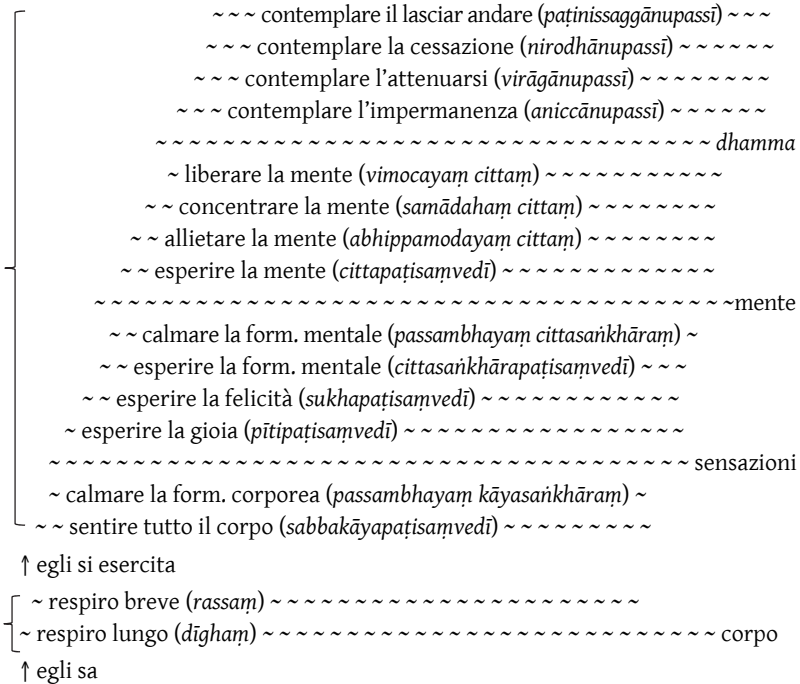 ~ ~ ~ contemplare il lasciar andare (paṭinissaggānupassī) ~ ~ ~
~ ~ ~ contemplare la cessazione (nirodhānupassī) ~ ~ ~ ~ ~ ~
~ ~ ~ contemplare l’attenuarsi (virāgānupassī) ~ ~ ~ ~ ~ ~ ~ ~
~ ~ ~ contemplare l’impermanenza (aniccānupassī) ~ ~ ~ ~ ~ ~
~ ~ ~ ~ ~ ~ ~ ~ ~ ~ ~ ~ ~ ~ ~ ~ ~ ~ ~ ~ ~ ~ ~ ~ ~ ~ ~ ~ ~ ~ ~ ~ ~ ~ dhamma
~ liberare la mente (vimocayaṃ cittaṃ) ~ ~ ~ ~ ~ ~ ~ ~ ~ ~ ~
~ ~ concentrare la mente (samādahaṃ cittaṃ) ~ ~ ~ ~ ~ ~ ~ ~
~ ~ allietare la mente (abhippamodayaṃ cittaṃ) ~ ~ ~ ~ ~ ~ ~ ~
~ ~ esperire la mente (cittapaṭisaṃvedī) ~ ~ ~ ~ ~ ~ ~ ~ ~ ~ ~ ~ ~
~ ~ ~ ~ ~ ~ ~ ~ ~ ~ ~ ~ ~ ~ ~ ~ ~ ~ ~ ~ ~ ~ ~ ~ ~ ~ ~ ~ ~ ~ ~ ~ ~ ~ ~ ~ ~ ~ ~mente
~ ~ calmare la form. mentale (passambhayaṃ cittasaṅkhāraṃ) ~
~ ~ esperire la form. mentale (cittasaṅkhārapaṭisaṃvedī) ~ ~ ~
~ ~ esperire la felicità (sukhapaṭisaṃvedī) ~ ~ ~ ~ ~ ~ ~ ~ ~ ~ ~ ~
~ esperire la gioia (pītipaṭisaṃvedī) ~ ~ ~ ~ ~ ~ ~ ~ ~ ~ ~ ~ ~ ~ ~ ~ ~
~ ~ ~ ~ ~ ~ ~ ~ ~ ~ ~ ~ ~ ~ ~ ~ ~ ~ ~ ~ ~ ~ ~ ~ ~ ~ ~ ~ ~ ~ ~ ~ ~ ~ ~ ~ ~ ~ ~ sensazioni
~ calmare la form. corporea (passambhayaṃ kāyasaṅkhāraṃ) ~
~ ~ sentire tutto il corpo (sabbakāyapaṭisaṃvedī) ~ ~ ~ ~ ~ ~ ~ ~ ~
↑ egli si esercita
~ respiro breve (rassaṃ) ~ ~ ~ ~ ~ ~ ~ ~ ~ ~ ~ ~ ~ ~ ~ ~ ~ ~ ~ ~ ~ ~
~ respiro lungo (dīghaṃ) ~ ~ ~ ~ ~ ~ ~ ~ ~ ~ ~ ~ ~ ~ ~ ~ ~ ~ ~ ~ ~ ~ ~ ~ ~ ~ ~ corpo
↑ egli sa